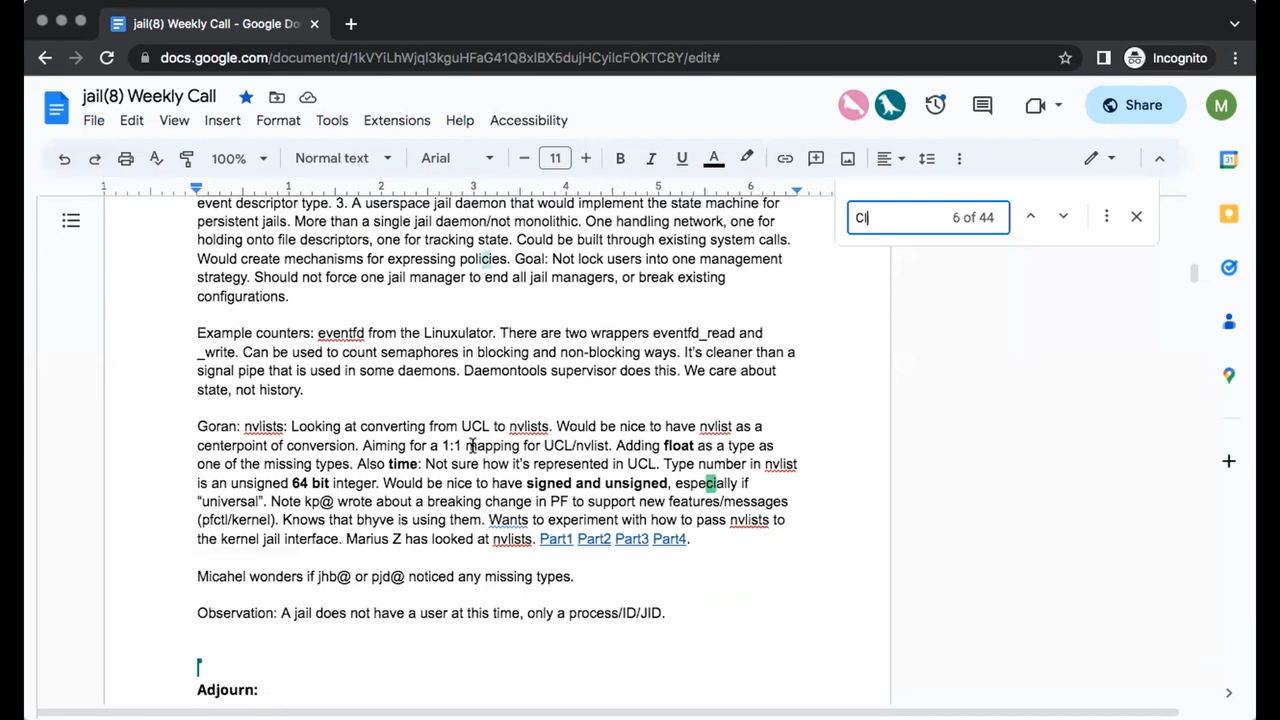 jail(8) Weekly Call - Google Do
docs.google.com/document/d/1kVYiLhWjql3kguHFaG41Q8xlBX5dujHCyilcFOKTC8Y/edit#
Incognito
jail(8) Weekly Call
File Edit View Insert Format Tools Extensions Help Accessibility
Share
M
100% Normal text Arial 11 B I U A
1 1 2 3 4 5 6
CI 6 of 44
event descriptor type. 3. A userspace jail daemon that would implement the state machine for
persistent jails. More than a single jail daemon/not monolithic. One handling network, one for
holding onto file descriptors, one for tracking state. Could be built through existing system calls.
Would create mechanisms for expressing policies. Goal: Not lock users into one management
strategy. Should not force one jail manager to end all jail managers, or break existing
configurations.
Example counters: eventfd from the Linuxulator. There are two wrappers eventfd_read and
_write. Can be used to count semaphores in blocking and non-blocking ways. It’s cleaner than a
signal pipe that is used in some daemons. Daemontools supervisor does this. We care about
state, not history.
Goran: nvlists: Looking at converting from UCL to nvlists. Would be nice to have nvlist as a
centerpoint of conversion. Aiming for a 1:1 mapping for UCL/nvlist. Adding float as a type as
one of the missing types. Also time: Not sure how it’s represented in UCL. Type number in nvlist
is an unsigned 64 bit integer. Would be nice to have signed and unsigned, especially if
“universal”. Note kp@ wrote about a breaking change in PF to support new features/messages
(pfctl/kernel). Knows that bhyve is using them. Wants to experiment with how to pass nvlists to
the kernel jail interface. Marius Z has looked at nvlists. Part1 Part2 Part3 Part4.
Micahel wonders if jhb@ or pjd@ noticed any missing types.
Observation: A jail does not have a user at this time, only a process/ID/JID.
Adjourn: